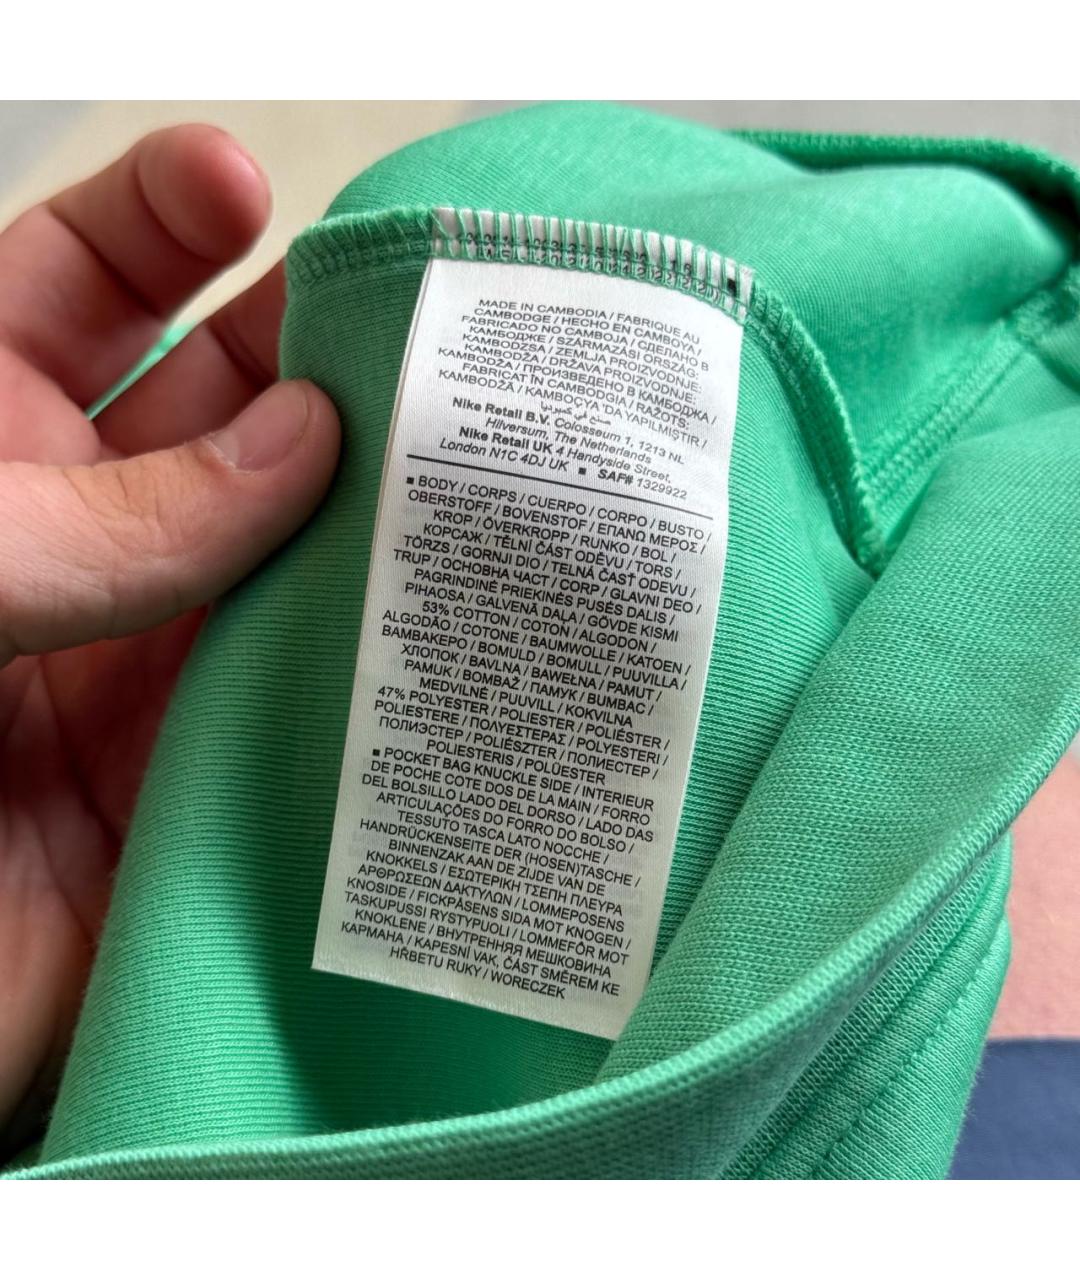 MADE IN CAMBODIA / FABRIQUE AU
CAMBODGE / HECHO EN CAMBOYA /
FABRICADO NO CAMBOJA / СДЕЛАНО В
КАМБОДЖЕ / SZÁRMAZÁSI ORSZÁG:
KAMBODZSA / ZEMLJA PROIZVODNJE:
KAMBODŽA / DRŽAVA PROIZVODNJE:
KAMBODŽA / ПРОИЗВЕДЕНО В КАМБОДЖА /
FABRICAT ÎN CAMBODGIA / RAŽOTS:
KAMBODŽĀ / KAMBOÇYA 'DA YAPILMIŞTIR /
صنع في كمبوديا
Nike Retail B.V. Colosseum 1, 1213 NL
Hilversum, The Netherlands
Nike Retail UK 4 Handyside Street,
London N1C 4DJ UK ■ SAF# 1329922
■ BODY / CORPS / CUERPO / CORPO / BUSTO /
OBERSTOFF / BOVENSTOF / ΕΠΑΝΩ ΜΕΡΟΣ /
KROP / ÖVERKROPP / RUNKO / BOL /
КОРСАЖ / TĚLNÍ ČÁST ODĚVU / TORS /
TÖRZS / GORNJI DIO / TELNÁ ČASŤ ODEVU /
TRUP / ОСНОВНА ЧАСТ / CORP / GLAVNI DEO /
PAGRINDINĖ PRIEKINĖS PUSĖS DALIS /
PIHAOSA / GALVENĀ DAĻA / GÖVDE KISMI
53% COTTON / COTON / ALGODÓN /
ALGODÃO / COTONE / BAUMWOLLE / KATOEN /
ΒΑΜΒΑΚΕΡΟ / BOMULD / BOMULL / PUUVILLA /
ХЛОПОК / BAVLNA / BAWEŁNA / PAMUT /
PAMUK / BOMBAŽ / ПАМУК / BUMBAC /
MEDVILNĖ / PUUVILL / KOKVILNA
47% POLYESTER / POLIESTER / POLIÉSTER /
POLIESTERE / ΠΟΛΥΕΣΤΕΡΑΣ / POLYESTERI /
ПОЛИЭСТЕР / POLIÉSZTER / ПОЛИЕСТЕР /
POLIESTERIS / POLÜESTER
■ POCKET BAG KNUCKLE SIDE / INTERIEUR
DE POCHE COTE DOS DE LA MAIN / FORRO
DEL BOLSILLO LADO DEL DORSO / LADO DAS
ARTICULAÇÕES DO FORRO DO BOLSO /
TESSUTO TASCA LATO NOCCHE /
HANDRÜCKENSEITE DER (HOSEN)TASCHE /
BINNENZAK AAN DE ZIJDE VAN DE
KNOKKELS / ΕΣΩΤΕΡΙΚΗ ΤΣΕΠΗ ΠΛΕΥΡΑ
ΑΡΘΡΩΣΕΩΝ ΔΑΚΤΥΛΩΝ / LOMMEPOSENS
KNOSIDE / FICKPÅSENS SIDA MOT KNOGEN /
TASKUPUSSI RYSTYPUOLI / LOMMEFÔR MOT
KNOKLENE / ВНУТРЕННЯЯ МЕШКОВИНА
КАРМАНА / KAPESNÍ VAK, ČÁST SMĚREM KE
HŘBETU RUKY / WORECZEK